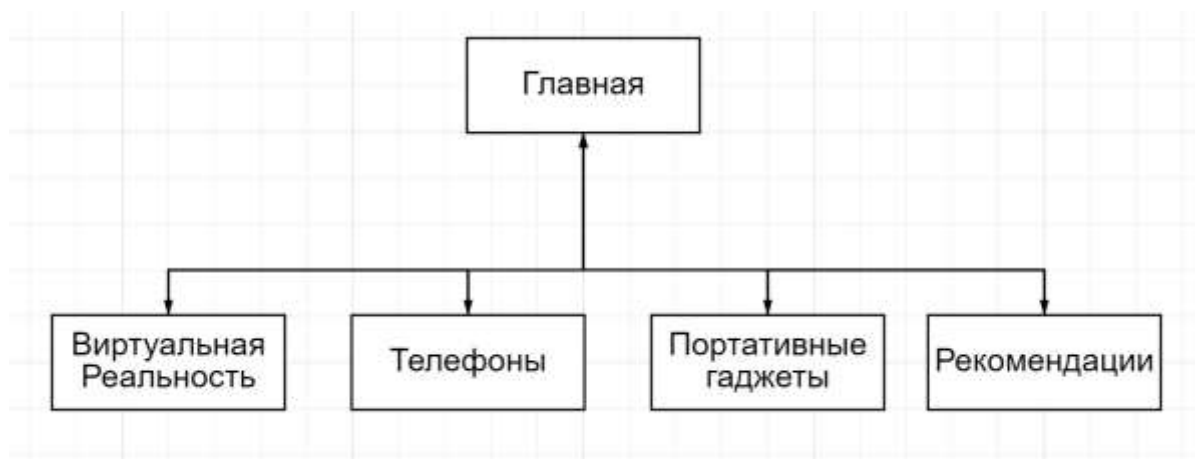 Главная
Виртуальная
Реальность
Телефоны
Портативные
гаджеты
Рекомендации